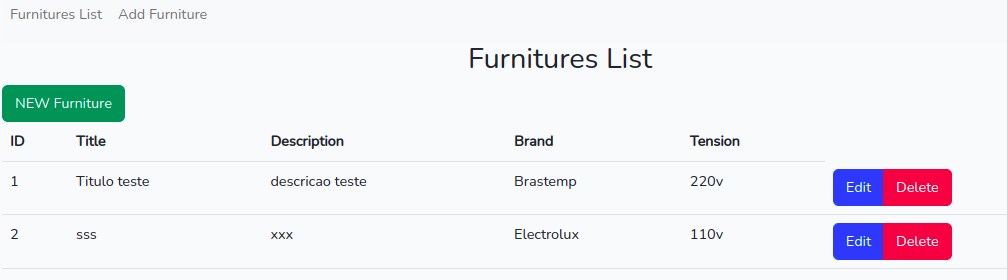 Furnitures List Add Furniture
Furnitures List
NEW Furniture
ID Title Description Brand Tension
1 Titulo teste descricao teste Brastemp 220v Edit Delete
2 sss xxx Electrolux 110v Edit Delete